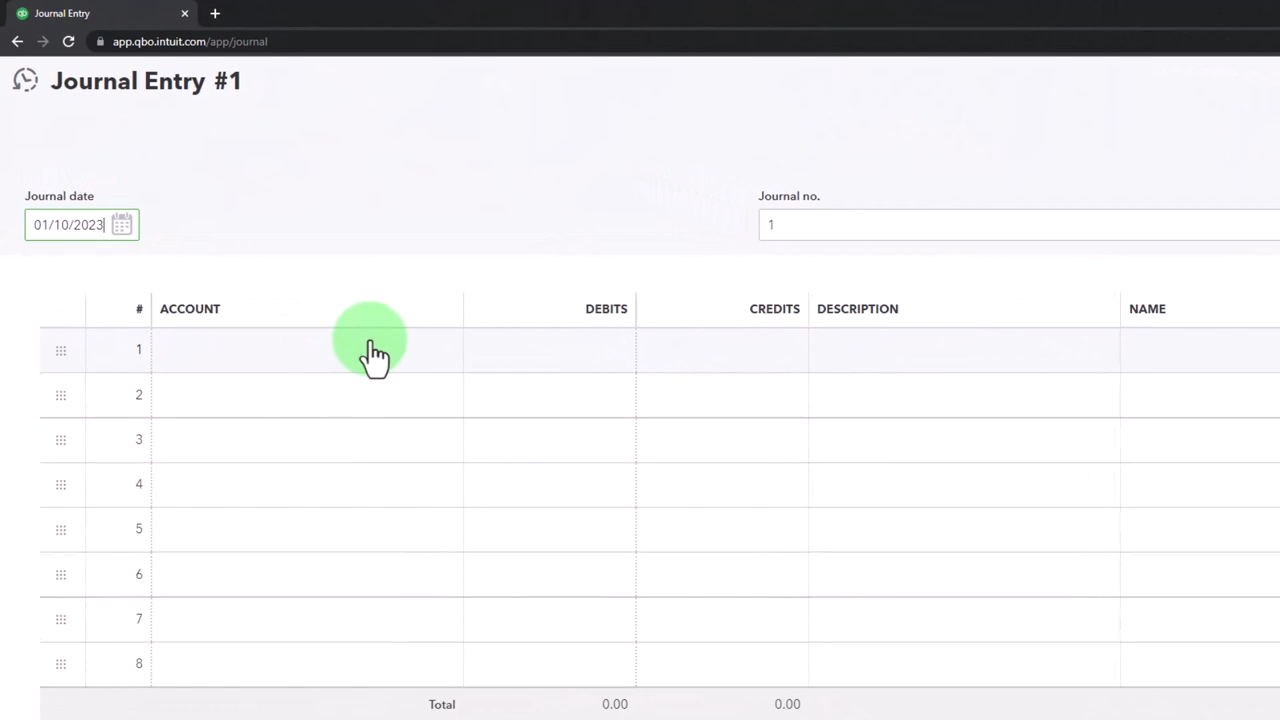 Journal Entry
app.qbo.intuit.com/app/journal
Journal Entry #1
Journal date
Journal no.
01/10/2023
1
# ACCOUNT DEBITS CREDITS DESCRIPTION NAME
1
2
3
4
5
6
7
8
Total 0.00 0.00